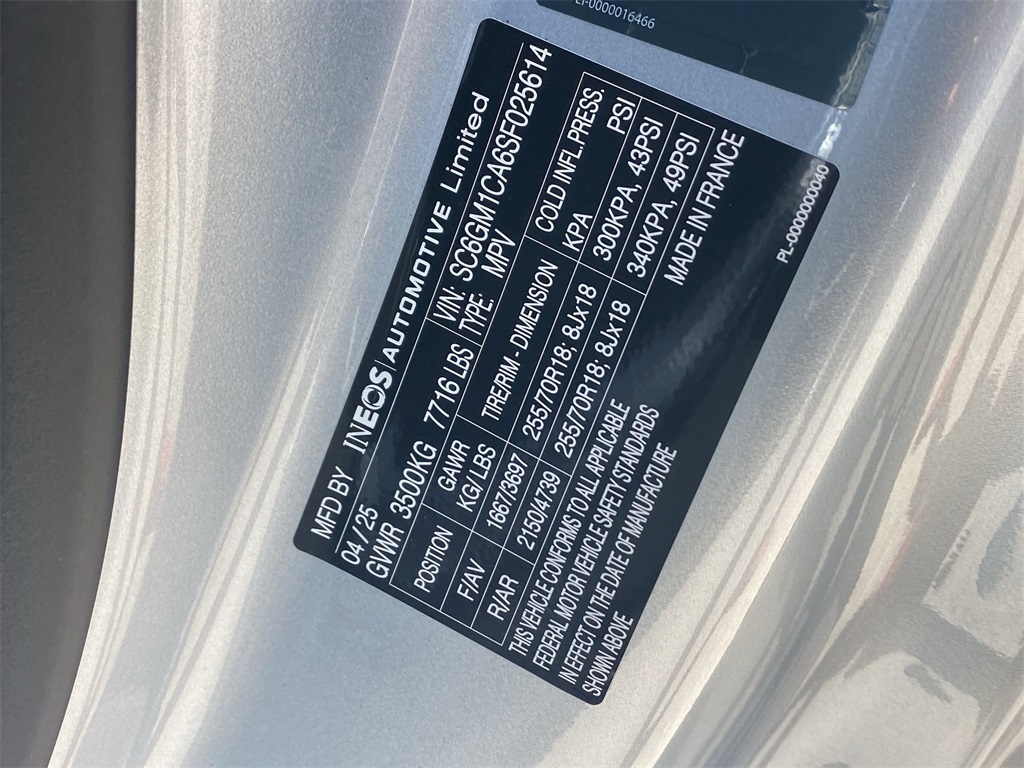 LI-0000016466
MFD BY INEOS AUTOMOTIVE Limited
04/25
GVWR 3500KG 7716 LBS VIN: SC6GM1CA6SF025614
TYPE: MPV
POSITION GAWR KG/LBS TIRE/RIM - DIMENSION COLD INFL.PRESS. KPA PSI
F/AV 1667/3697 255/70R18; 8Jx18 300KPA, 43PSI
R/AR 2150/4739 255/70R18; 8Jx18 340KPA, 49PSI
THIS VEHICLE CONFORMS TO ALL APPLICABLE
FEDERAL MOTOR VEHICLE SAFETY STANDARDS
IN EFFECT ON THE DATE OF MANUFACTURE
SHOWN ABOVE
MADE IN FRANCE
PL-0000000040